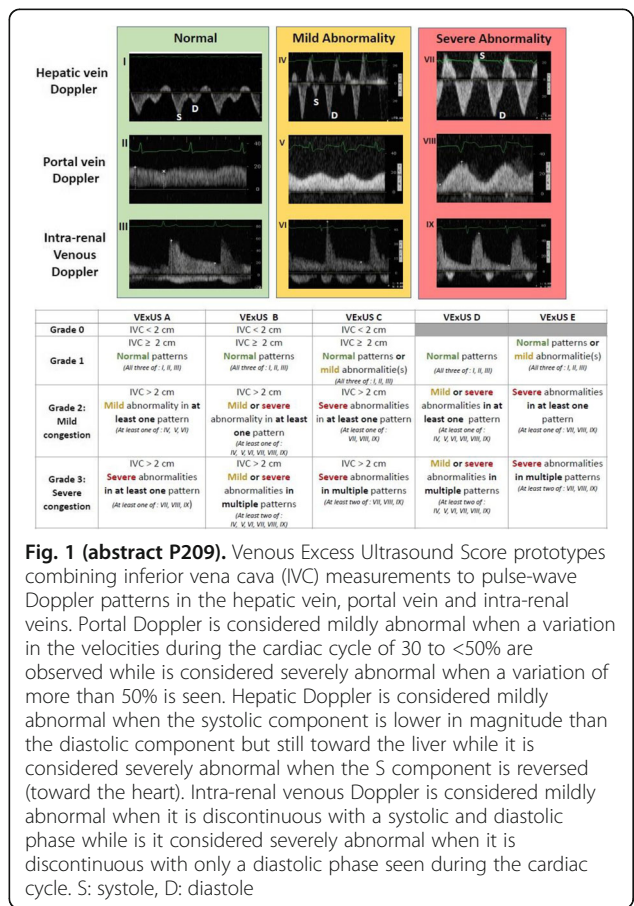 Normal
Mild Abnormality
Severe Abnormality
Hepatic vein
Doppler
I
S
D
IV
S
D
VII
S
D
Portal vein
Doppler
II
V
VIII
Intra-renal
Venous
Doppler
III
VI
IX
VExUS A VExUS B VExUS C VExUS D VExUS E
Grade 0 IVC < 2 cm IVC < 2 cm IVC < 2 cm
Grade 1
IVC ≥ 2 cm
Normal patterns
(All three of : I, II, III)
IVC ≥ 2 cm
Normal patterns
(All three of : I, II, III)
IVC ≥ 2 cm
Normal patterns or
mild abnormalitie(s)
(All three of : I, II, III)
Normal patterns
(All three of : I, II, III)
Normal patterns or
mild abnormalitie(s)
(All three of : I, II, III)
Grade 2:
Mild
congestion
IVC > 2 cm
Mild abnormality in at
least one pattern
(At least one of : IV, V, VI)
IVC > 2 cm
Mild or severe
abnormality in at least
one pattern
(At least one of :
IV, V, VI, VII, VIII, IX)
IVC > 2 cm
Severe abnormalities
in at least one pattern
(At least one of :
VII, VIII, IX)
Mild or severe
abnormalities in at
least one pattern
(At least one of :
IV, V, VI, VII, VIII, IX)
Severe abnormalities
in at least one
pattern
(At least one of : VII, VIII, IX)
Grade 3:
Severe
congestion
IVC > 2 cm
Severe abnormalities
in at least one pattern
(At least one of : VII, VIII, IX)
IVC > 2 cm
Mild or severe
abnormalities in
multiple patterns
(At least two of :
IV, V, VI, VII, VIII, IX)
IVC > 2 cm
Severe abnormalities
in multiple patterns
(At least two of : VII, VIII, IX)
Mild or severe
abnormalities in
multiple patterns
(At least two of :
IV, V, VI, VII, VIII, IX)
Severe abnormalities
in multiple patterns
(At least two of : VII, VIII, IX)
Fig. 1 (abstract P209). Venous Excess Ultrasound Score prototypes
combining inferior vena cava (IVC) measurements to pulse-wave
Doppler patterns in the hepatic vein, portal vein and intra-renal
veins. Portal Doppler is considered mildly abnormal when a variation
in the velocities during the cardiac cycle of 30 to <50% are
observed while is considered severely abnormal when a variation of
more than 50% is seen. Hepatic Doppler is considered mildly
abnormal when the systolic component is lower in magnitude than
the diastolic component but still toward the liver while it is
considered severely abnormal when the S component is reversed
(toward the heart). Intra-renal venous Doppler is considered mildly
abnormal when it is discontinuous with a systolic and diastolic
phase while is it considered severely abnormal when it is
discontinuous with only a diastolic phase seen during the cardiac
cycle. S: systole, D: diastole